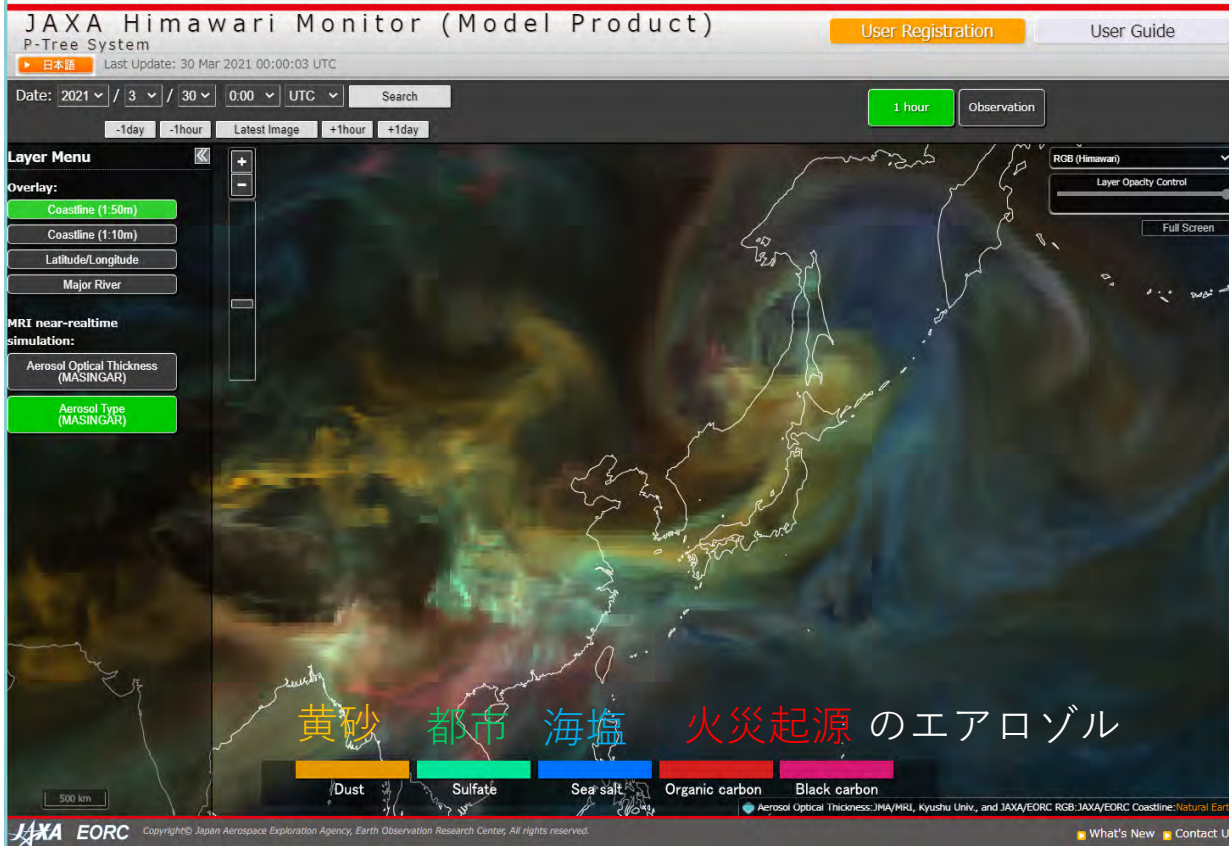 JAXA Himawari Monitor (Model Product)
P-Tree System
User Registration
User Guide
日本語
Last Update: 30 Mar 2021 00:00:03 UTC
Date: 2021 / 3 / 30 0:00 UTC Search
1 hour
Observation
-1day -1hour Latest Image +1hour +1day
Layer Menu
Overlay:
Coastline (1:50m)
Coastline (1:10m)
Latitude/Longitude
Major River
MRI near-realtime
simulation:
Aerosol Optical Thickness
(MASINGAR)
Aerosol Type
(MASINGAR)
+
−
RGB (Himawari)
Layer Opacity Control
Full Screen
黄砂 都市 海塩 火災起源 のエアロゾル
Dust Sulfate Sea salt Organic carbon Black carbon
500 km
Aerosol Optical Thickness:JMA/MRI, Kyushu Univ., and JAXA/EORC RGB:JAXA/EORC Coastline:Natural Eart
JAXA EORC Copyright© Japan Aerospace Exploration Agency, Earth Observation Research Center, All rights reserved.
What's New Contact U